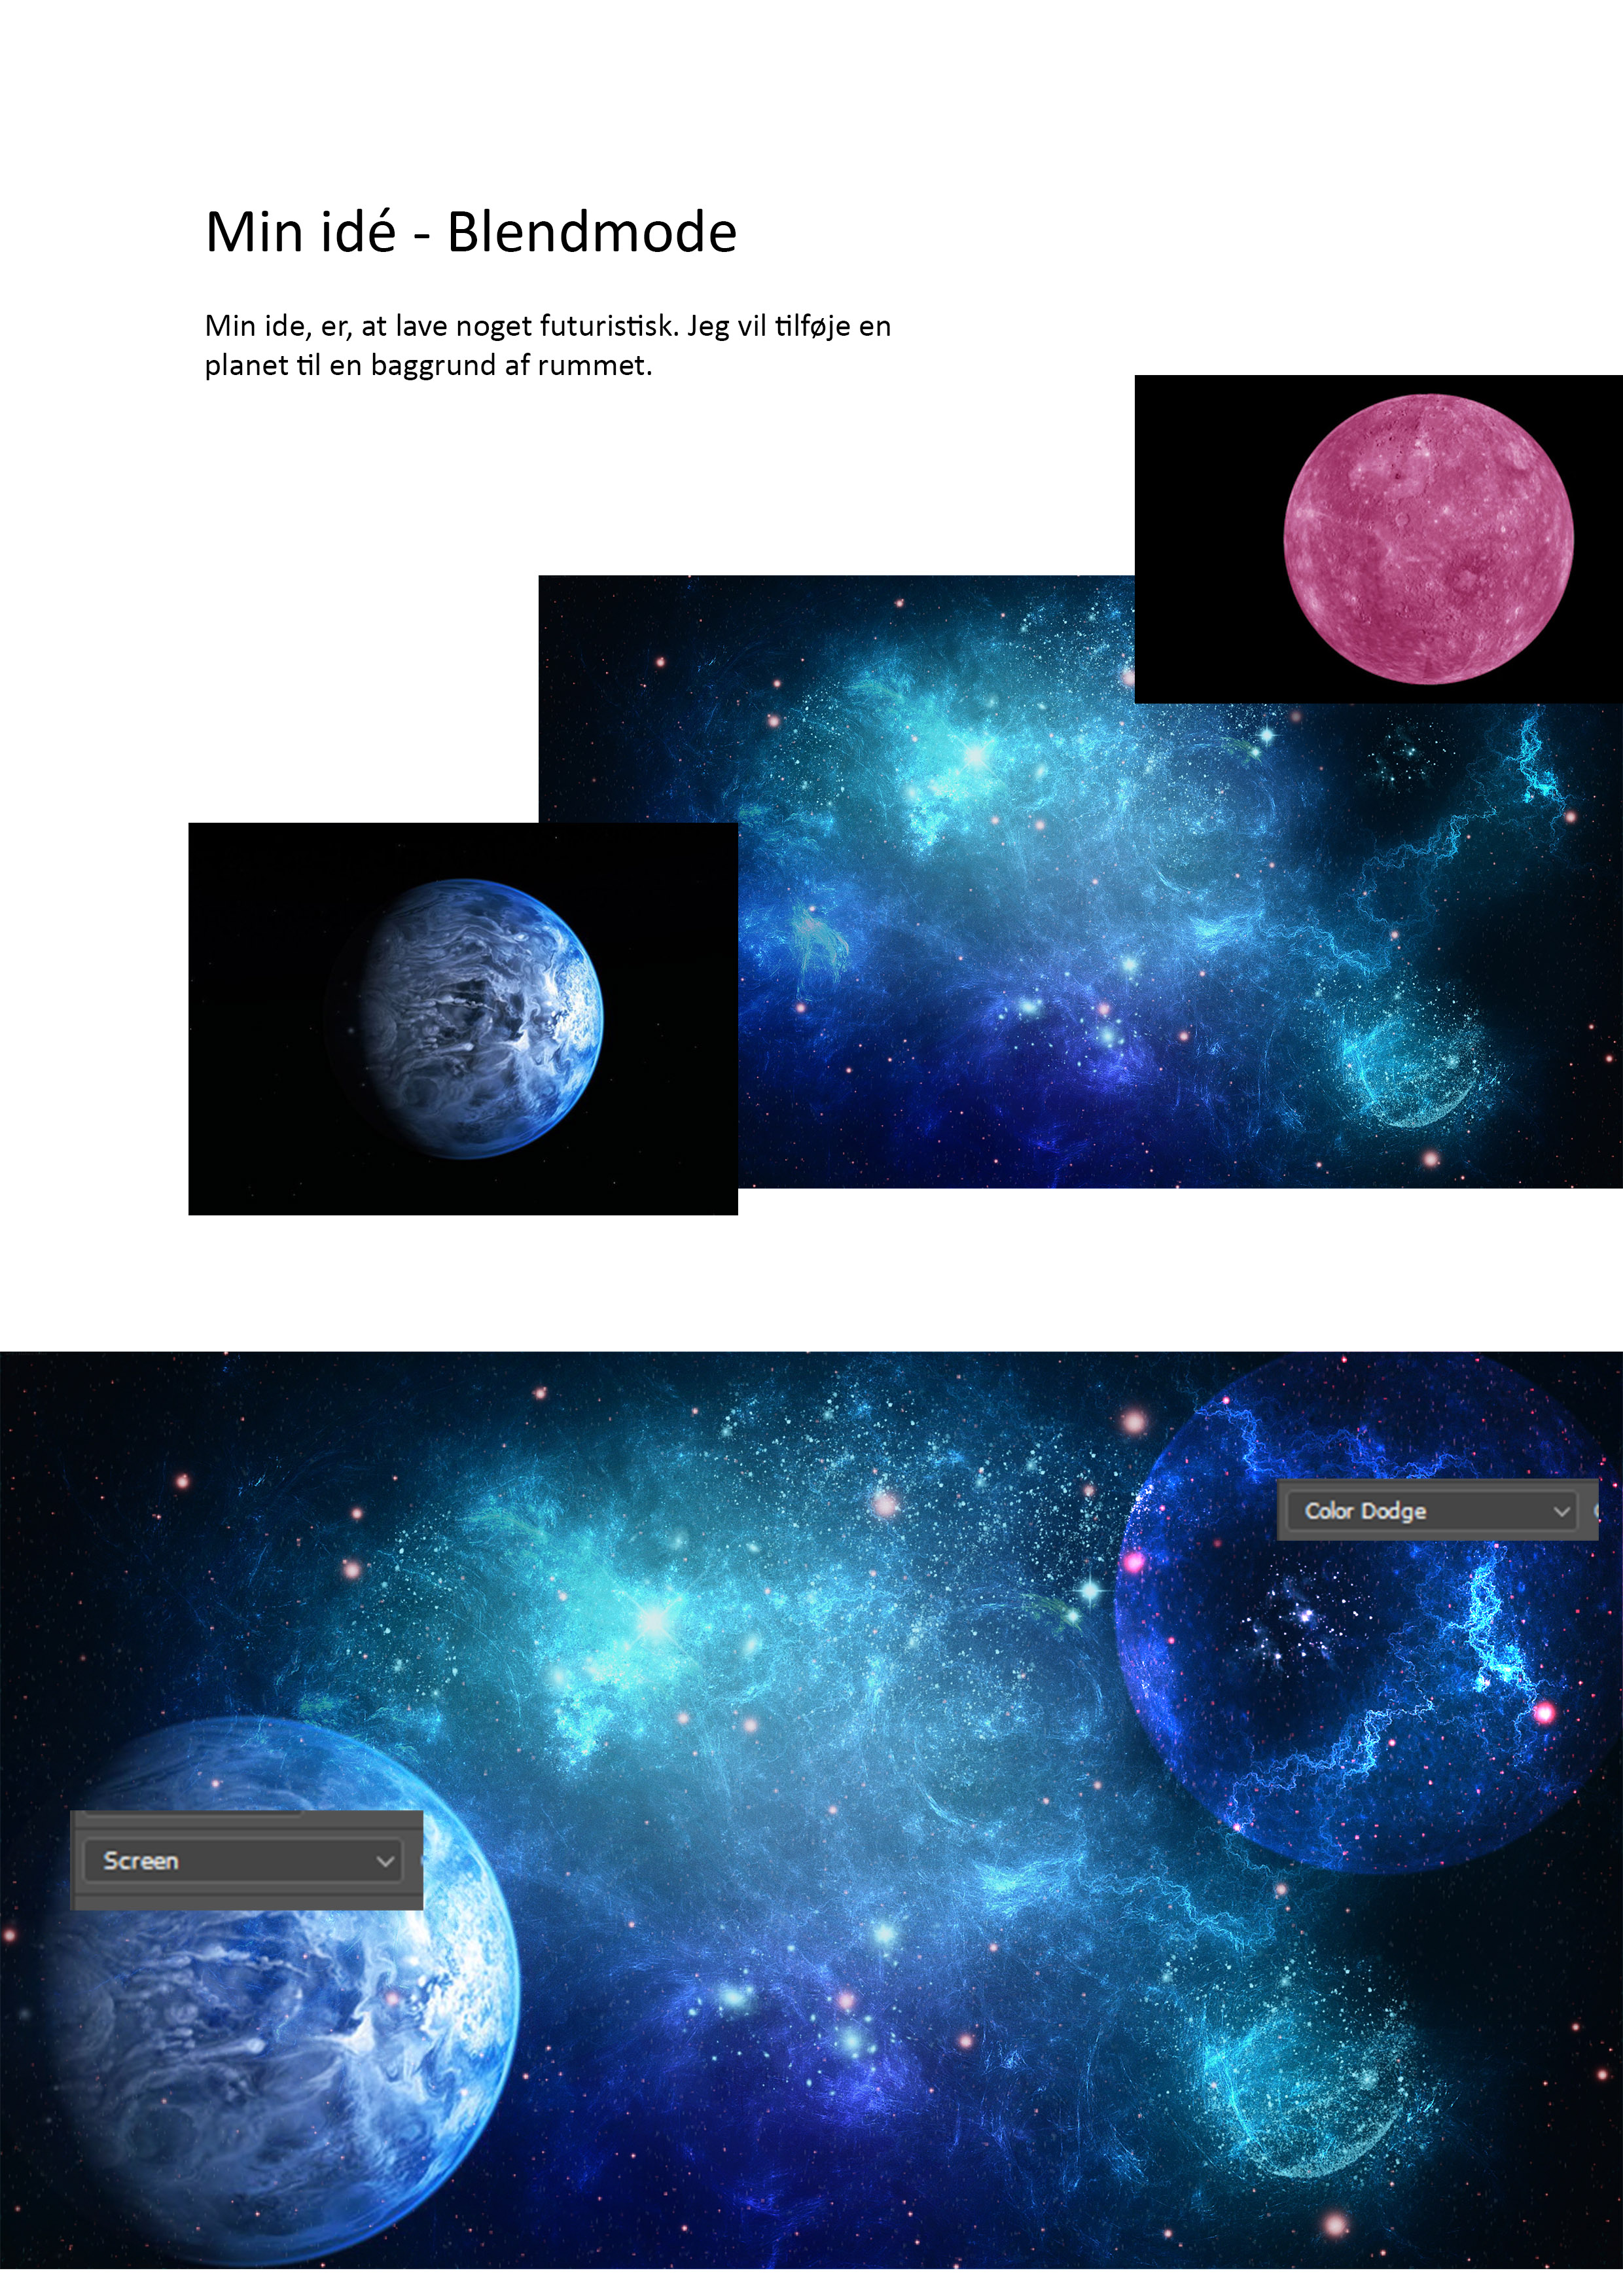 Min idé - Blendmode
Min ide, er, at lave noget futuristisk. Jeg vil tilføje en
planet til en baggrund af rummet.
Color Dodge
Screen